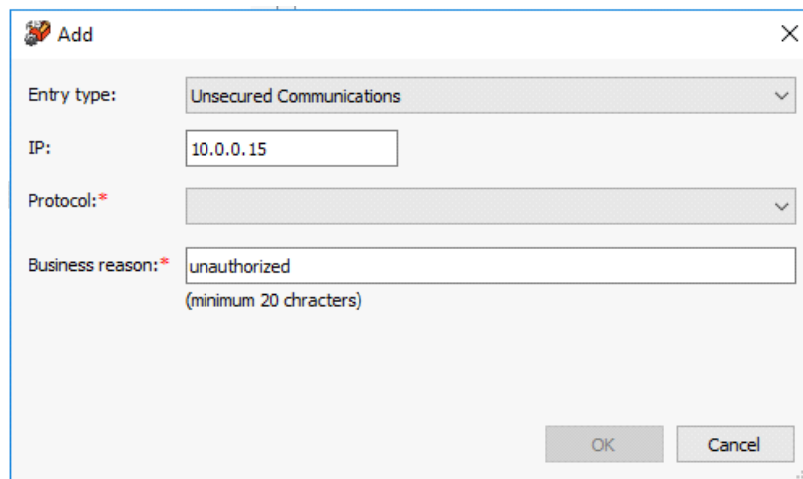 Add
Entry type: Unsecured Communications
IP: 10.0.0.15
Protocol:*
Business reason:* unauthorized
(minimum 20 chracters)
OK Cancel